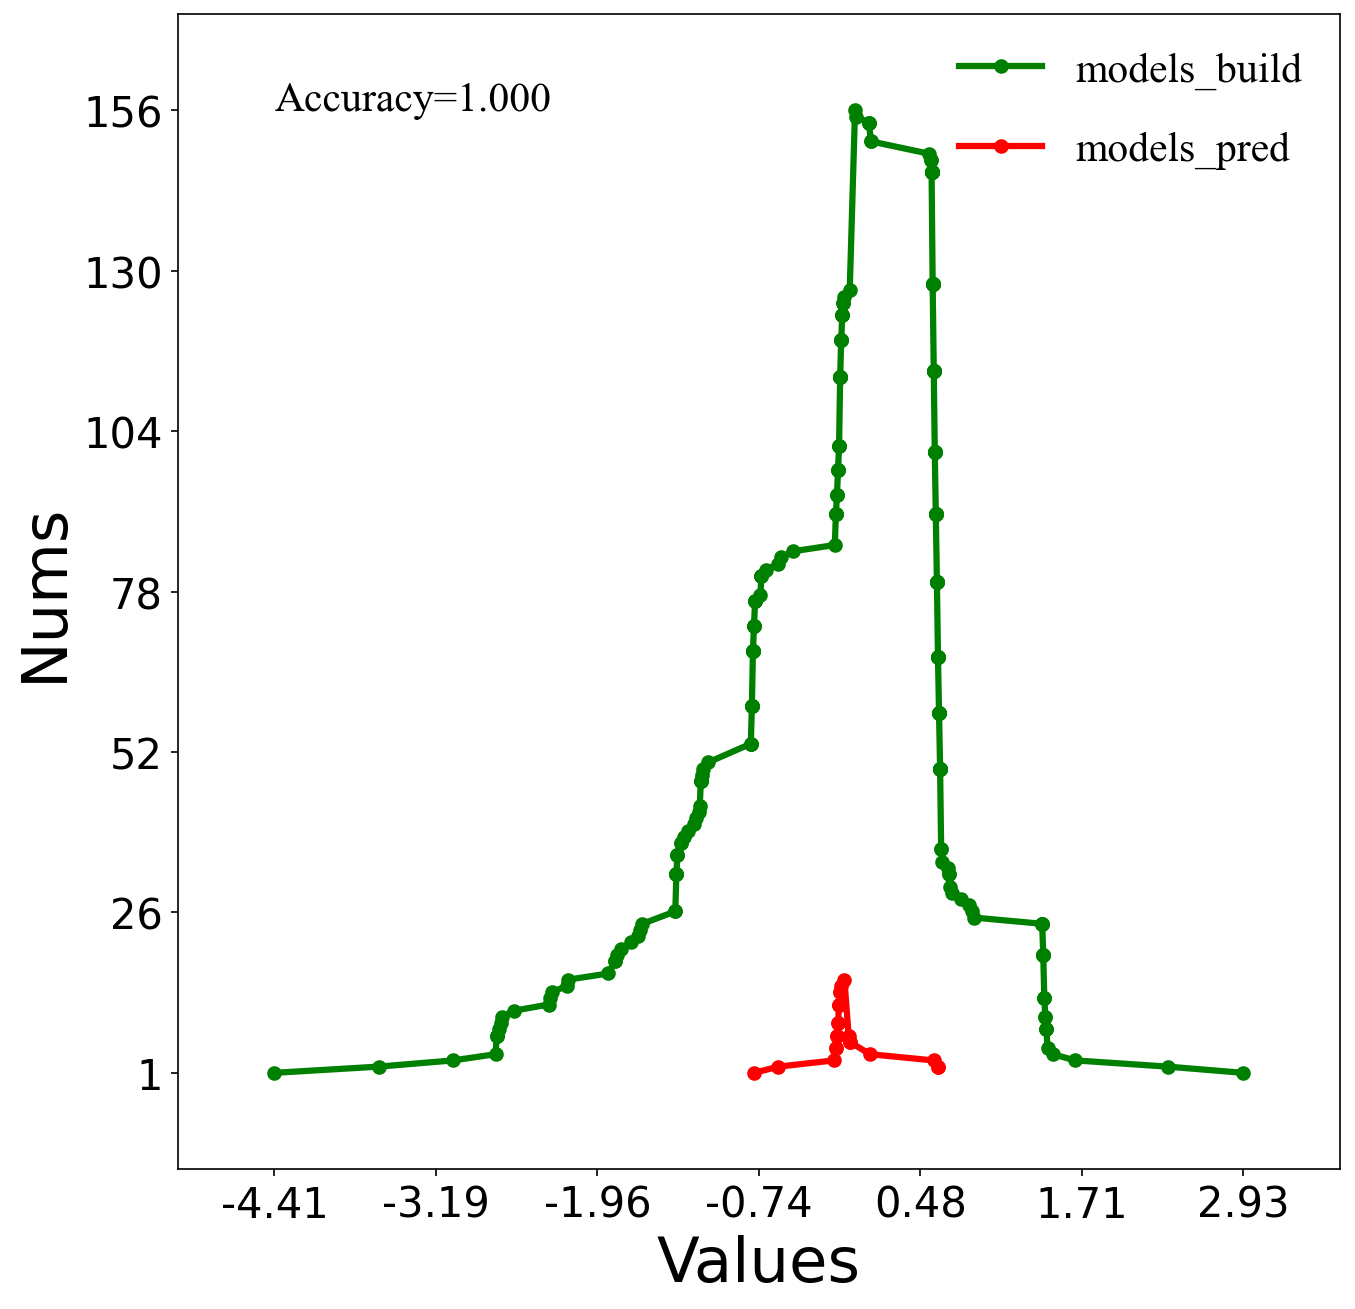 Accuracy=1.000
models_build
models_pred
156
130
104
78
52
26
1
Nums
-4.41 -3.19 -1.96 -0.74 0.48 1.71 2.93
Values